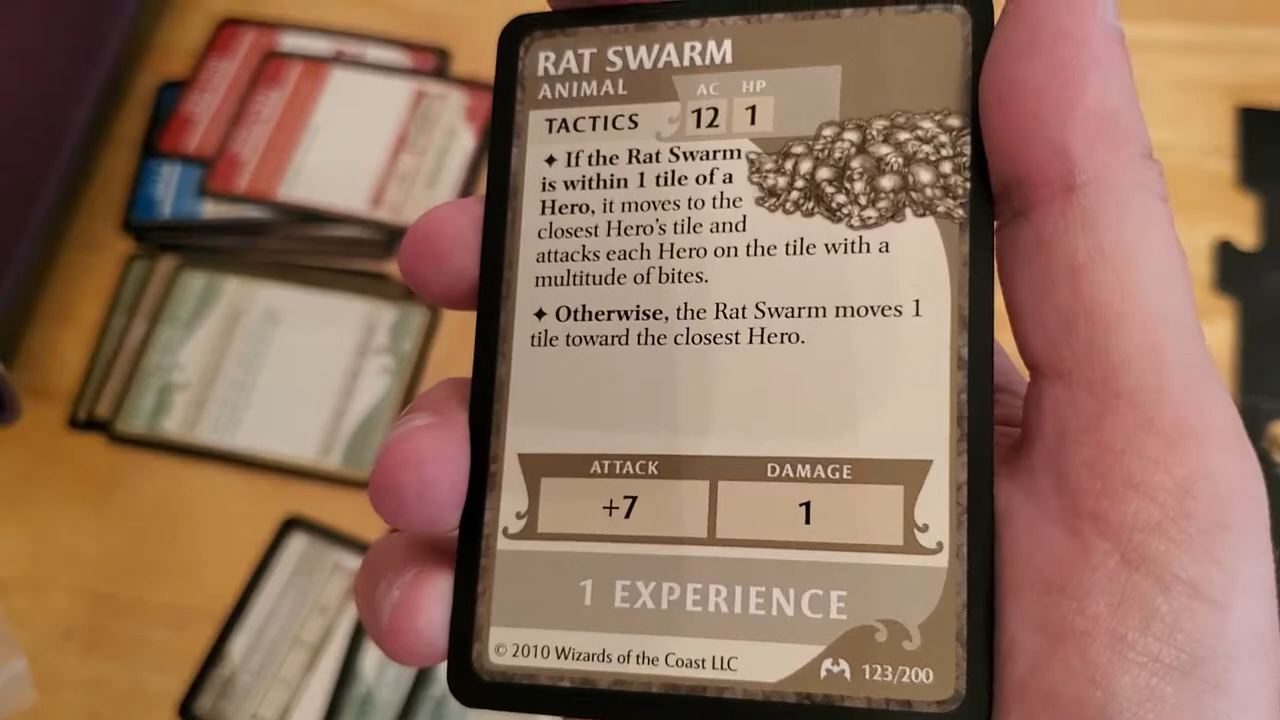 RAT SWARM
ANIMAL
AC HP
TACTICS 12 1
✦ If the Rat Swarm
is within 1 tile of a
Hero, it moves to the
closest Hero's tile and
attacks each Hero on the tile with a
multitude of bites.
✦ Otherwise, the Rat Swarm moves 1
tile toward the closest Hero.
ATTACK DAMAGE
+7 1
1 EXPERIENCE
© 2010 Wizards of the Coast LLC
123/200